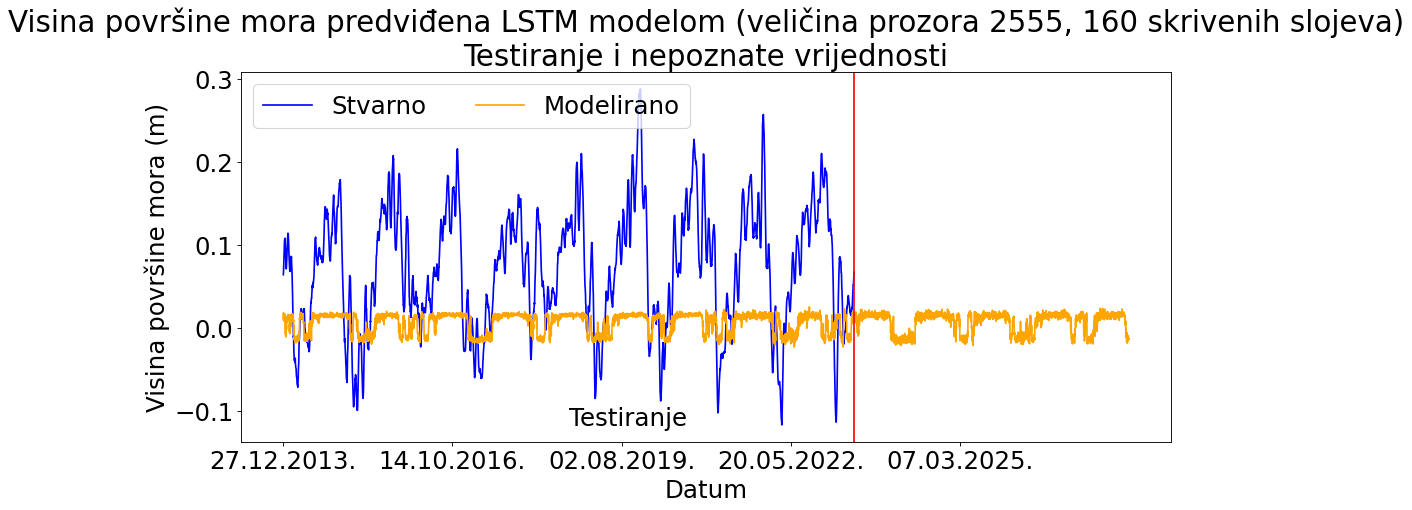 Visina površine mora predviđena LSTM modelom (veličina prozora 2555, 160 skrivenih slojeva)
Testiranje i nepoznate vrijednosti
Stvarno
Modelirano
Visina površine mora (m)
0.3
0.2
0.1
0.0
−0.1
Testiranje
27.12.2013.
14.10.2016.
02.08.2019.
20.05.2022.
07.03.2025.
Datum